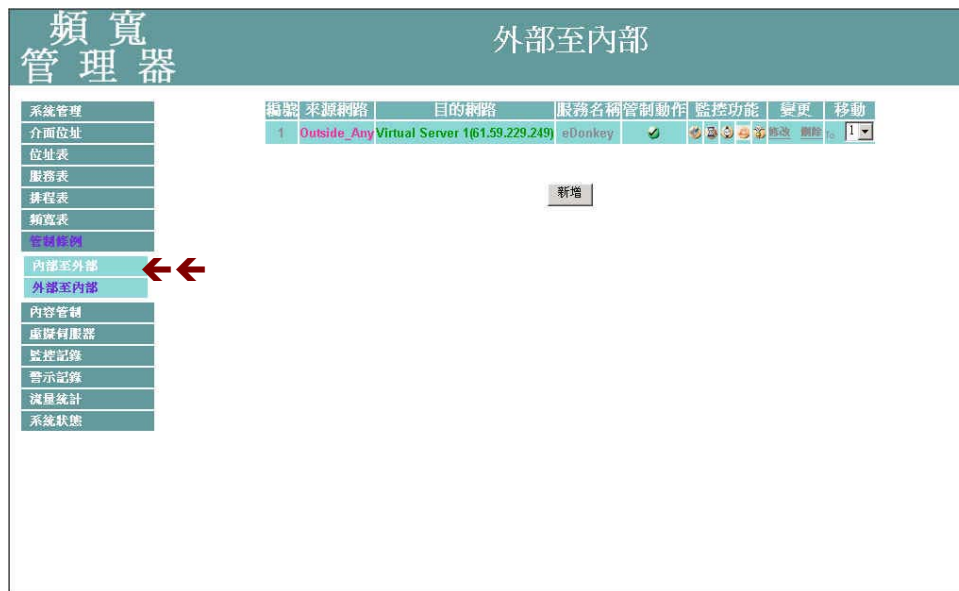 頻 寬
管 理 器
外部至內部
系統管理
介面位址
位址表
服務表
排程表
頻寬表
管制條例
內部至外部
外部至內部
內容管制
虛擬伺服器
監控記錄
警示記錄
流量統計
系統狀態
編號 來源網路 目的網路 服務名稱 管制動作 監控功能 變更 移動
1 Outside_Any Virtual Server 1(61.59.229.249) eDonkey 修改 刪除 to 1
新增